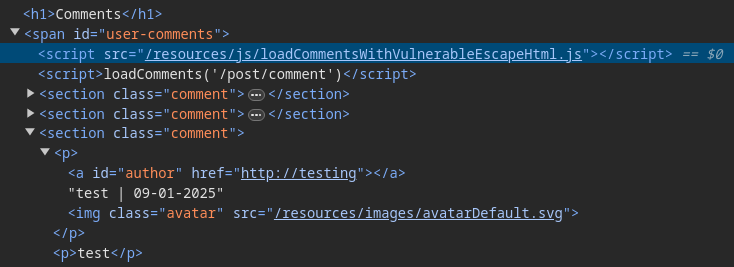 <h1>Comments</h1>
<span id="user-comments">
<script src="/resources/js/loadCommentsWithVulnerableEscapeHtml.js"></script> == $0
<script>loadComments('/post/comment')</script>
<section class="comment">…</section>
<section class="comment">…</section>
<section class="comment">
<p>
<a id="author" href="http://testing"></a>
"test | 09-01-2025"
<img class="avatar" src="/resources/images/avatarDefault.svg">
</p>
<p>test</p>